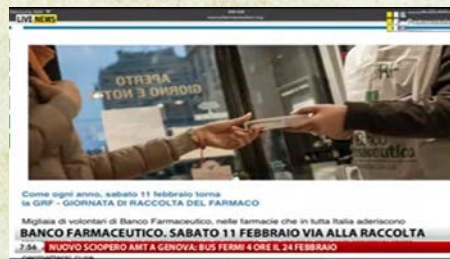 LIVE NEWS
APERTO
GIORNO E NOTTE
Banco
Farmaceutico
Come ogni anno, sabato 11 febbraio torna
la GRF - GIORNATA DI RACCOLTA DEL FARMACO
Migliaia di volontari di Banco Farmaceutico, nelle farmacie che in tutta Italia aderiscono
BANCO FARMACEUTICO. SABATO 11 FEBBRAIO VIA ALLA RACCOLTA
7:56 NUOVO SCIOPERO AMT A GENOVA: BUS FERMI 4 ORE IL 24 FEBBRAIO